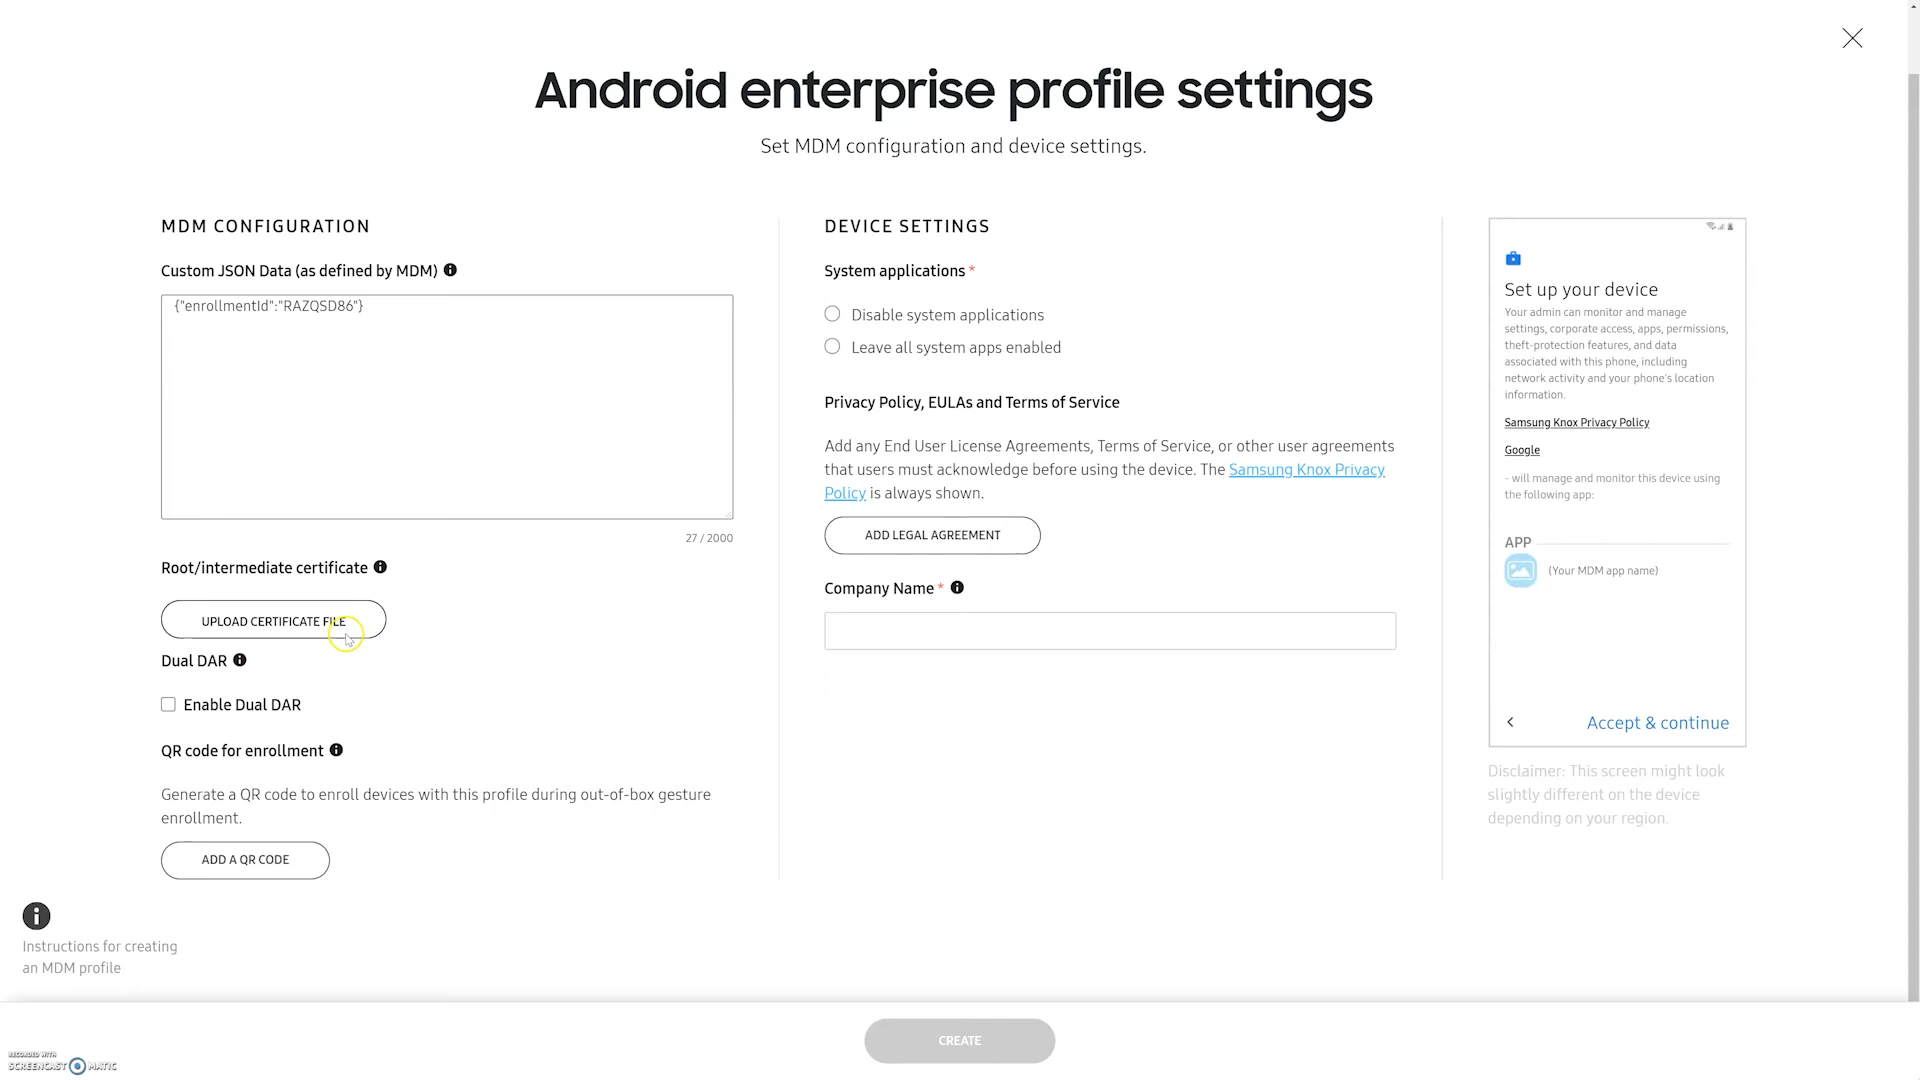 Android enterprise profile settings
Set MDM configuration and device settings.
MDM CONFIGURATION
Custom JSON Data (as defined by MDM)
{"enrollmentId":"RAZQSD86"}
27 / 2000
Root/intermediate certificate
UPLOAD CERTIFICATE FILE
Dual DAR
Enable Dual DAR
QR code for enrollment
Generate a QR code to enroll devices with this profile during out-of-box gesture
enrollment.
ADD A QR CODE
DEVICE SETTINGS
System applications *
Disable system applications
Leave all system apps enabled
Privacy Policy, EULAs and Terms of Service
Add any End User License Agreements, Terms of Service, or other user agreements
that users must acknowledge before using the device. The Samsung Knox Privacy
Policy is always shown.
ADD LEGAL AGREEMENT
Company Name *
Set up your device
Your admin can monitor and manage
settings, corporate access, apps, permissions,
theft-protection features, and data
associated with this phone, including
network activity and your phone's location
information.
Samsung Knox Privacy Policy
Google
- will manage and monitor this device using
the following app:
APP
(Your MDM app name)
Accept & continue
Disclaimer: This screen might look
slightly different on the device
depending on your region.
Instructions for creating
an MDM profile
CREATE
RECORDED WITH
SCREENCAST MATIC